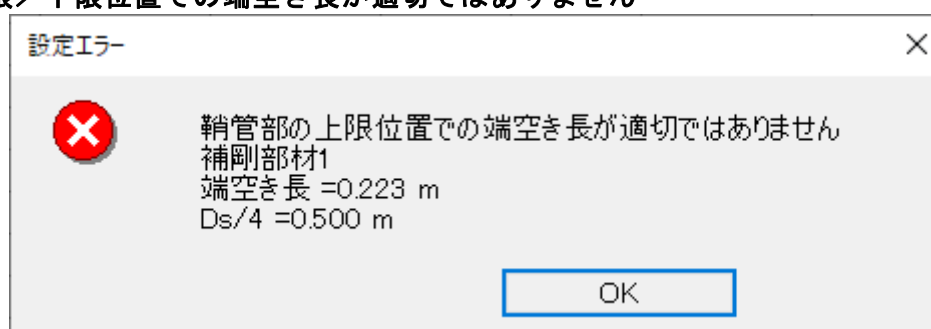 限／下限位置での端空き長が適切ではありません
設定エラー
鞘管部の上限位置での端空き長が適切ではありません
補剛部材1
端空き長 =0.223 m
Ds/4 =0.500 m
OK